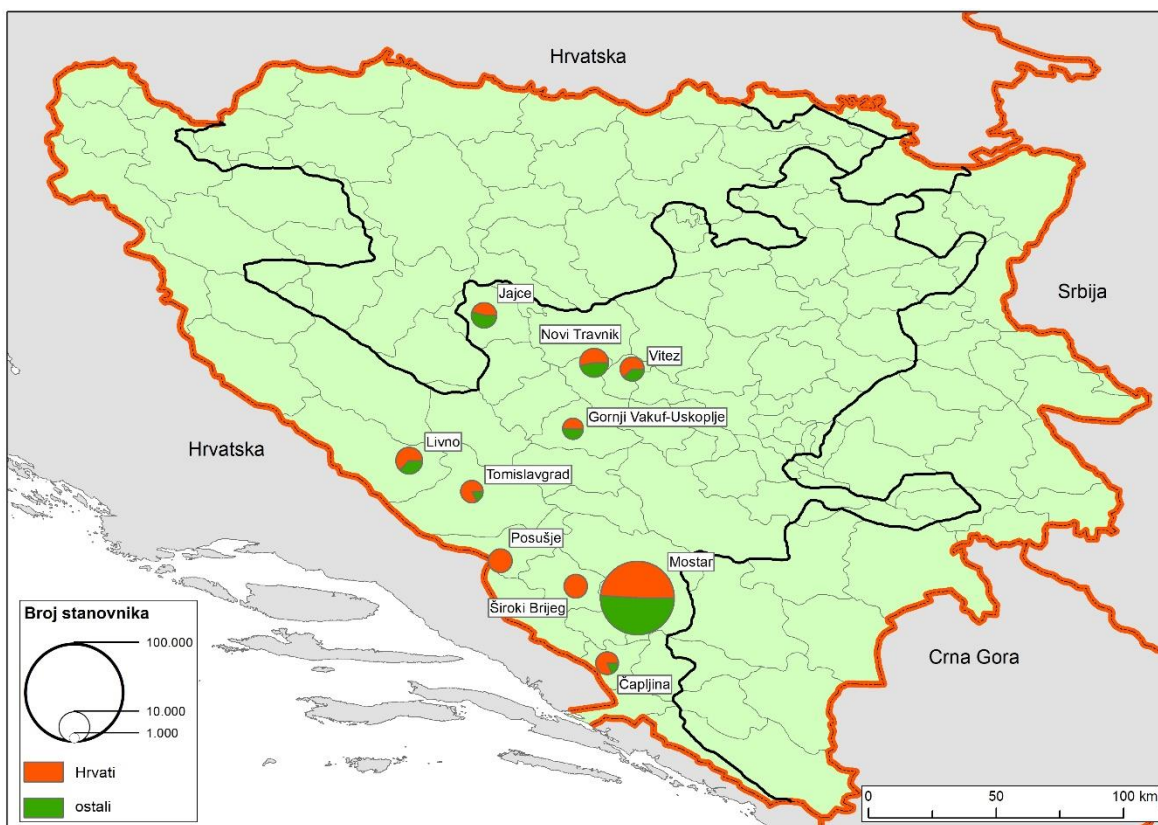 Hrvatska
Srbija
Jajce
Novi Travnik
Vitez
Gornji Vakuf-Uskoplje
Hrvatska
Livno
Tomislavgrad
Posušje
Mostar
Široki Brijeg
Čapljina
Crna Gora
Broj stanovnika
100.000
10.000
1.000
Hrvati
ostali
0 50 100 km